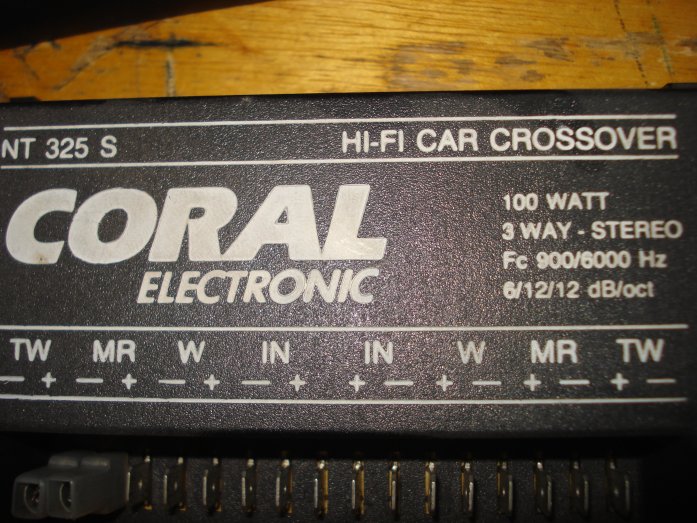 NT 325 S HI-FI CAR CROSSOVER
CORAL
ELECTRONIC
100 WATT
3 WAY - STEREO
Fc 900/6000 Hz
6/12/12 dB/oct
TW MR W IN IN W MR TW
− + − + − + − + + − + − + − + −